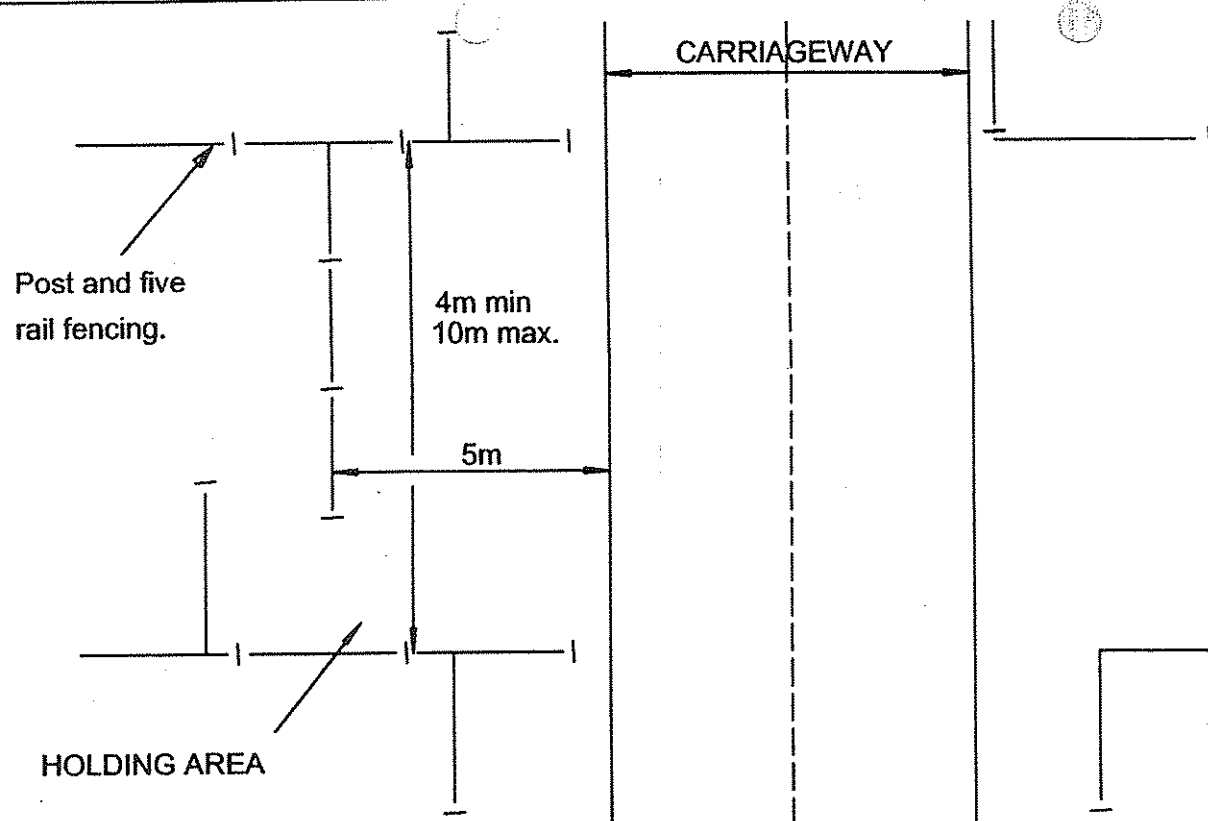 CARRIAGEWAY
Post and five
rail fencing.
4m min
10m max.
5m
HOLDING AREA